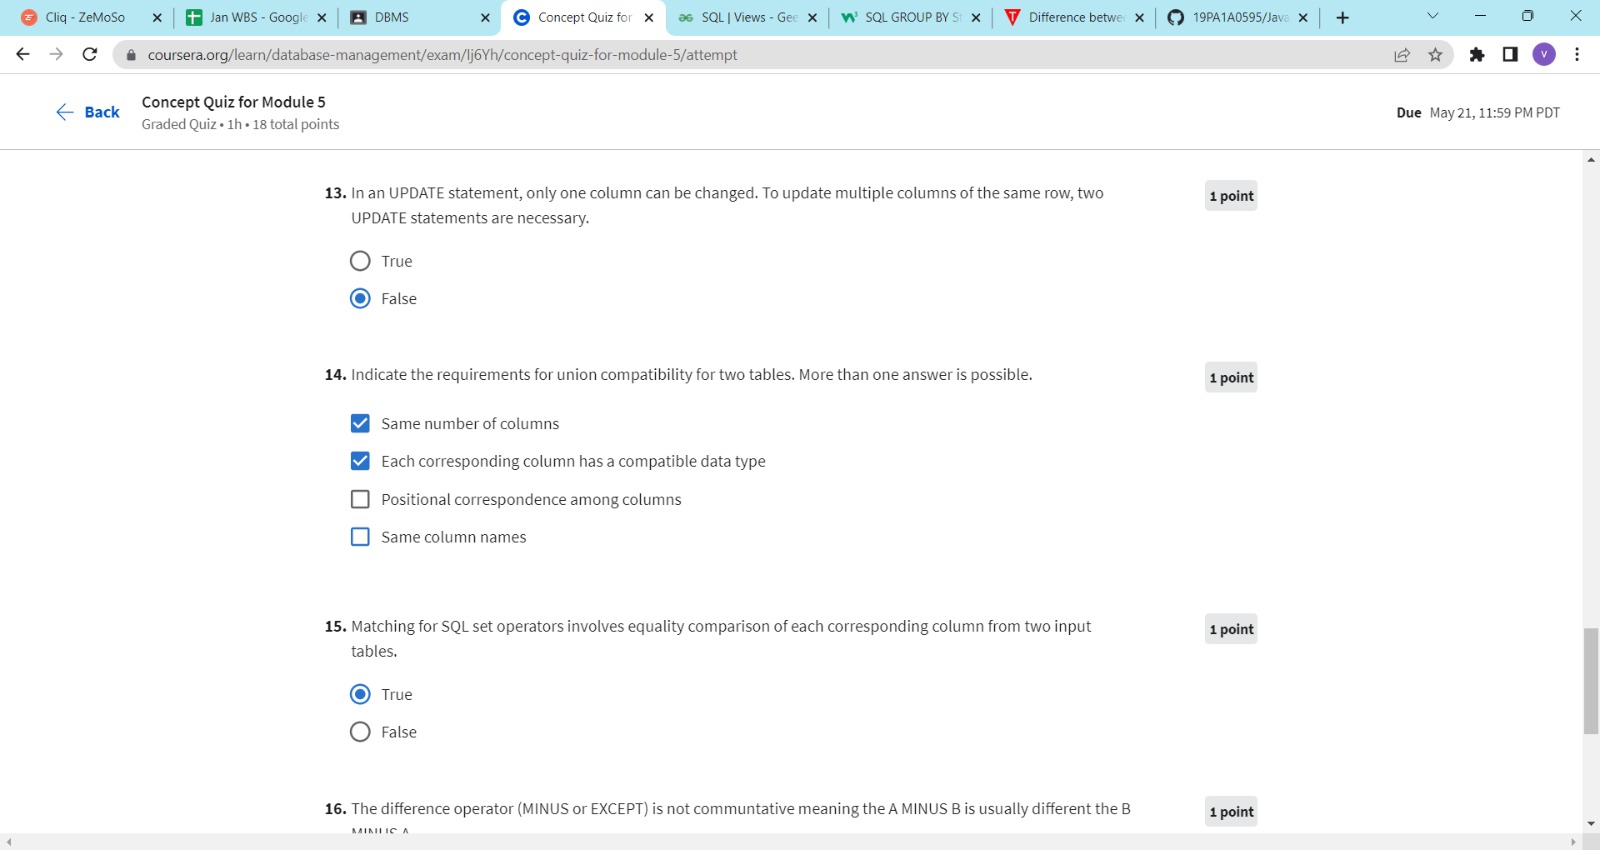 Cliq - ZeMoSo
Jan WBS - Google
DBMS
Concept Quiz for
SQL | Views - Gee
SQL GROUP BY St
Difference betwee
19PA1A0595/Java
coursera.org/learn/database-management/exam/lj6Yh/concept-quiz-for-module-5/attempt
V
Back
Concept Quiz for Module 5
Graded Quiz • 1h • 18 total points
Due May 21, 11:59 PM PDT
13. In an UPDATE statement, only one column can be changed. To update multiple columns of the same row, two
UPDATE statements are necessary.
1 point
True
False
14. Indicate the requirements for union compatibility for two tables. More than one answer is possible.
1 point
Same number of columns
Each corresponding column has a compatible data type
Positional correspondence among columns
Same column names
15. Matching for SQL set operators involves equality comparison of each corresponding column from two input
tables.
1 point
True
False
16. The difference operator (MINUS or EXCEPT) is not communtative meaning the A MINUS B is usually different the B
MINUS A
1 point